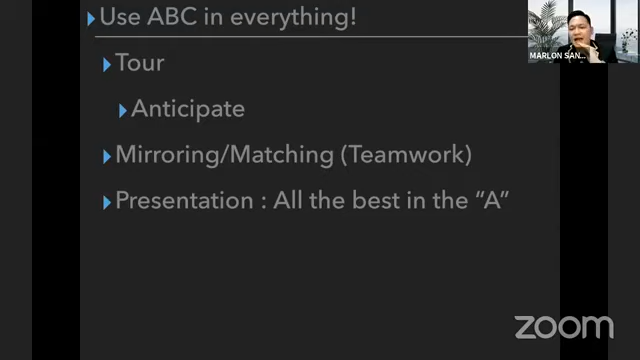 Use ABC in everything!
MARLON SAN...
Tour
Anticipate
Mirroring/Matching (Teamwork)
Presentation : All the best in the “A”
zoom